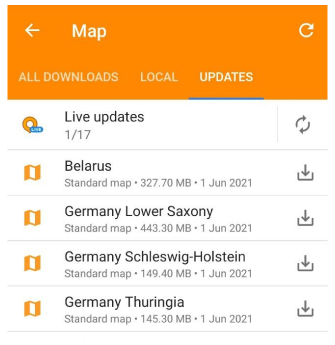 Map
ALL DOWNLOADS LOCAL UPDATES
Live updates
1/17
LIVE
Belarus
Standard map • 327.70 MB • 1 Jun 2021
Germany Lower Saxony
Standard map • 443.30 MB • 1 Jun 2021
Germany Schleswig-Holstein
Standard map • 149.40 MB • 1 Jun 2021
Germany Thuringia
Standard map • 145.30 MB • 1 Jun 2021